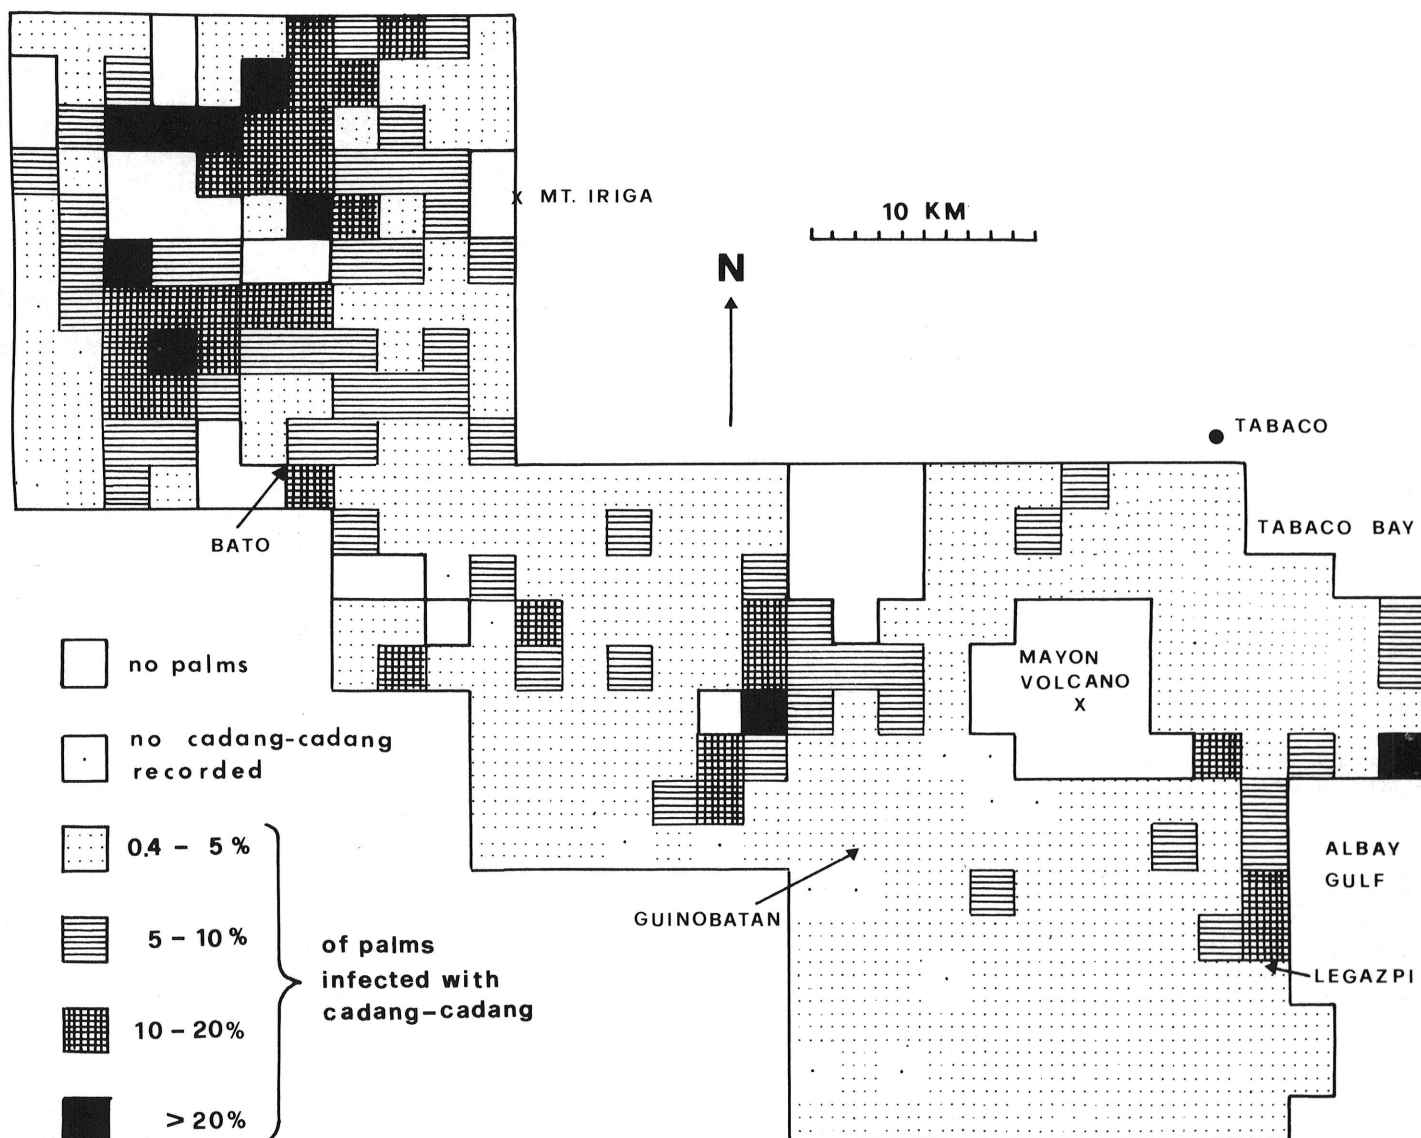 X MT. IRIGA
10 KM
N
TABACO
TABACO BAY
BATO
MAYON
VOLCANO
X
no palms
no cadang-cadang
recorded
0.4 - 5 %
5 - 10 %
10 - 20%
> 20%
of palms
infected with
cadang-cadang
GUINOBATAN
ALBAY
GULF
LEGAZPI